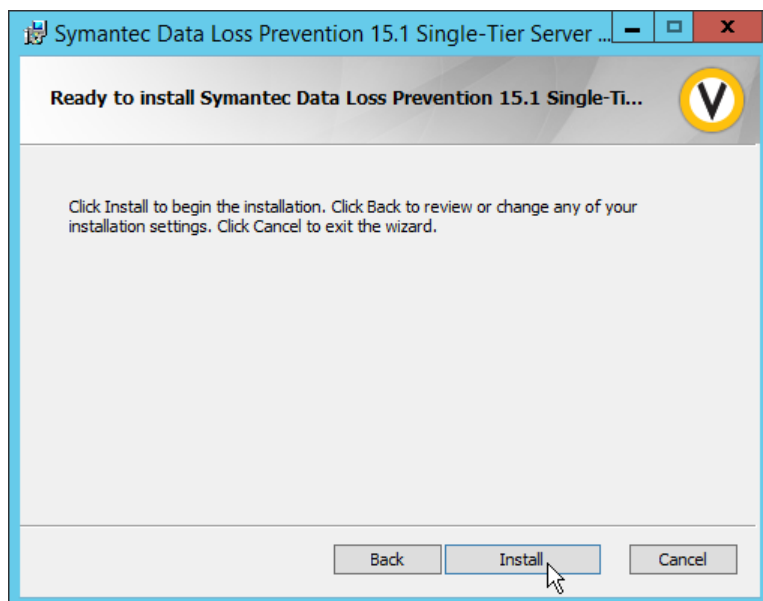 Symantec Data Loss Prevention 15.1 Single-Tier Server ...
Ready to install Symantec Data Loss Prevention 15.1 Single-Ti...
Click Install to begin the installation. Click Back to review or change any of your
installation settings. Click Cancel to exit the wizard.
Back Install Cancel